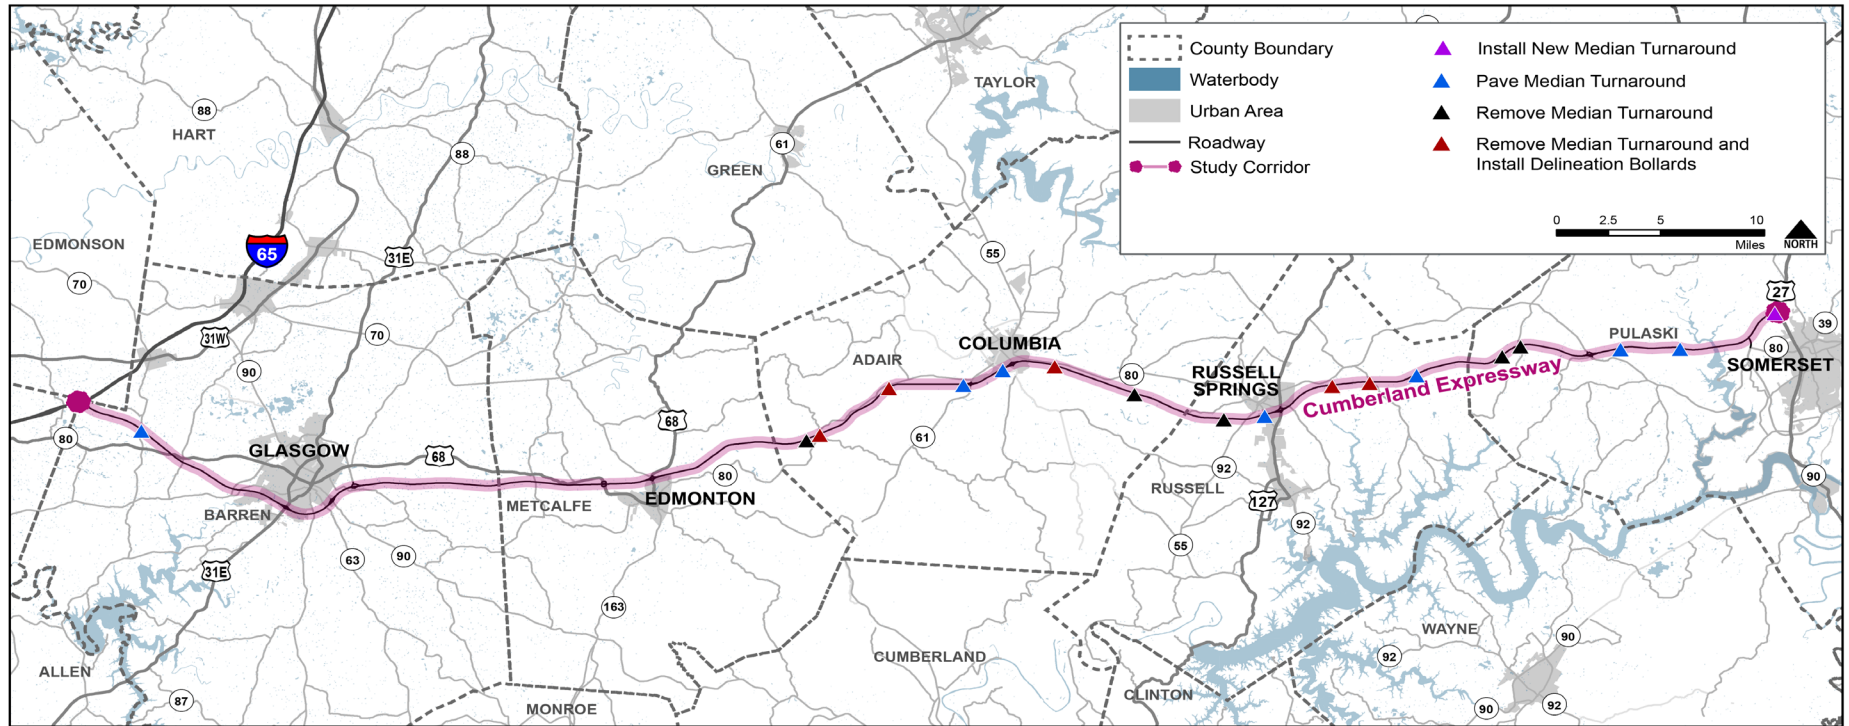 County Boundary
Waterbody
Urban Area
Roadway
Study Corridor
Install New Median Turnaround
Pave Median Turnaround
Remove Median Turnaround
Remove Median Turnaround and
Install Delineation Bollards
0 2.5 5 10
Miles
NORTH
TAYLOR
88
HART
61
88
GREEN
EDMONSON
65
31E
55
70
27
39
31W
70
PULASKI
COLUMBIA
80
ADAIR
SOMERSET
90
80
RUSSELL
SPRINGS
Cumberland Expressway
68
80
61
GLASGOW
68
92
80
90
RUSSELL
EDMONTON
METCALFE
127
BARREN
92
55
63
90
31E
163
WAYNE
90
CUMBERLAND
92
ALLEN
CLINTON
87
MONROE
90
92